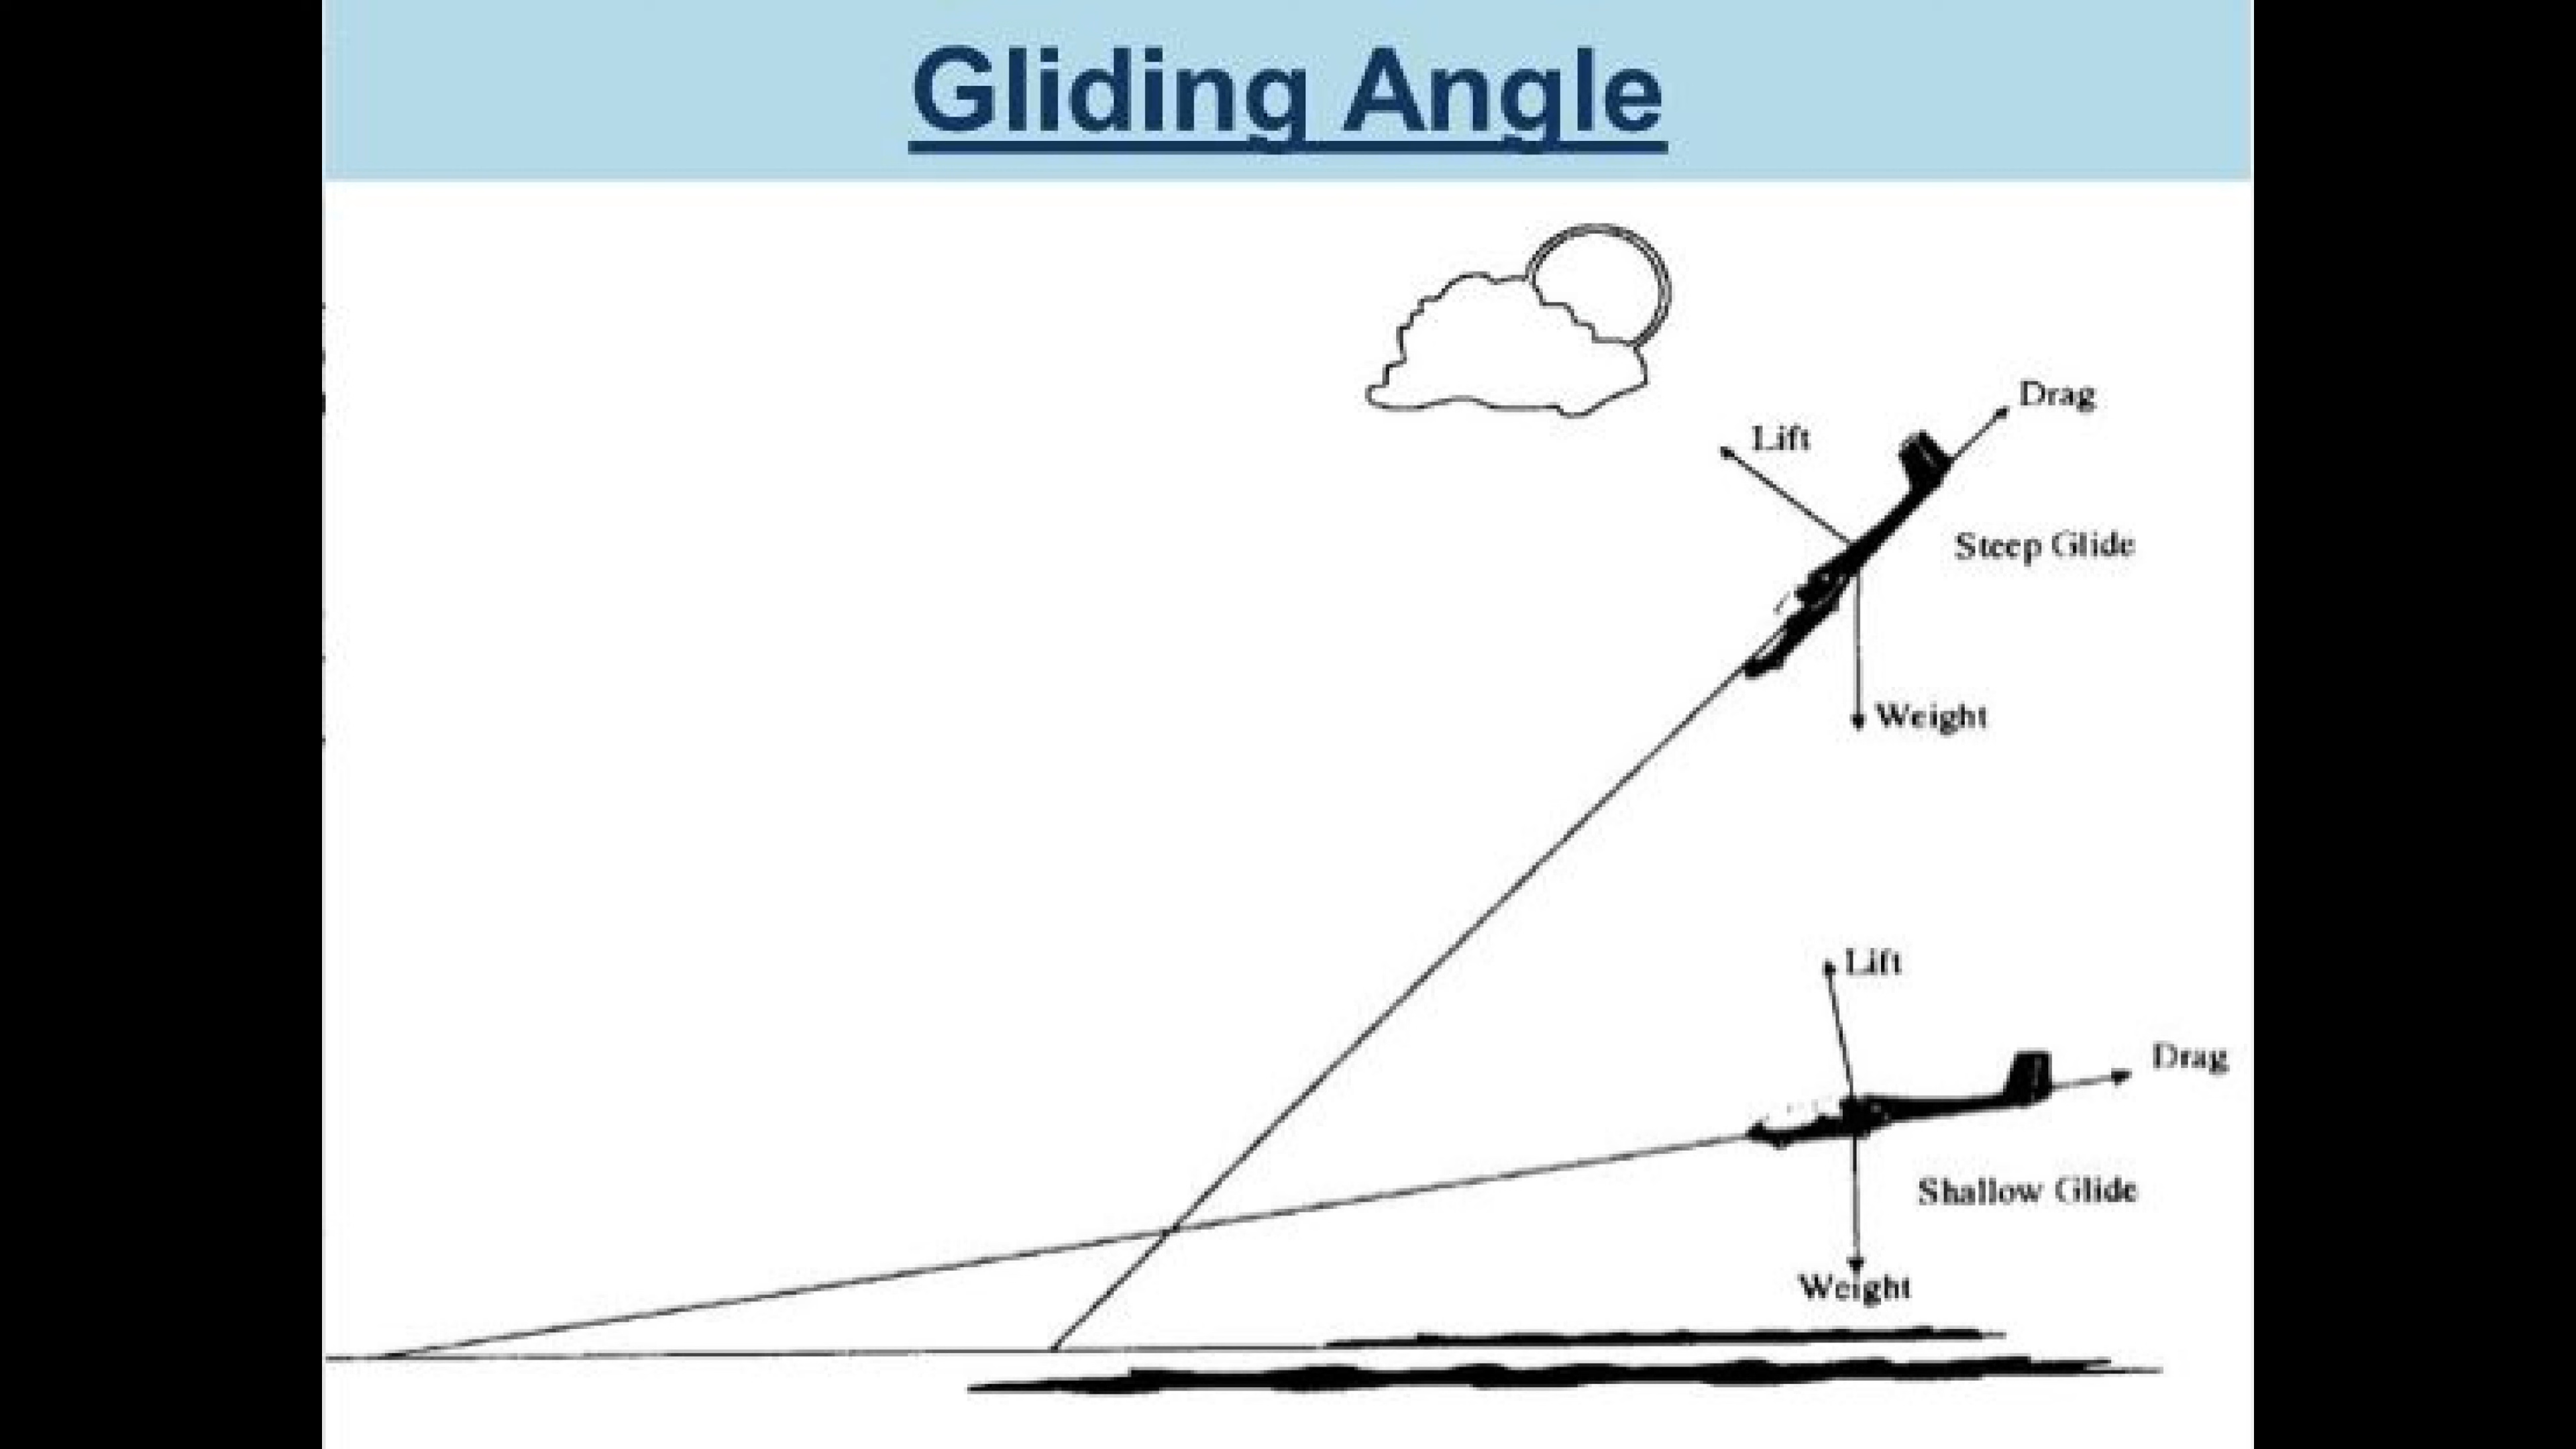 Gliding Angle
Drag
Lift
Steep Glide
Weight
Lift
Drag
Shallow Glide
Weight